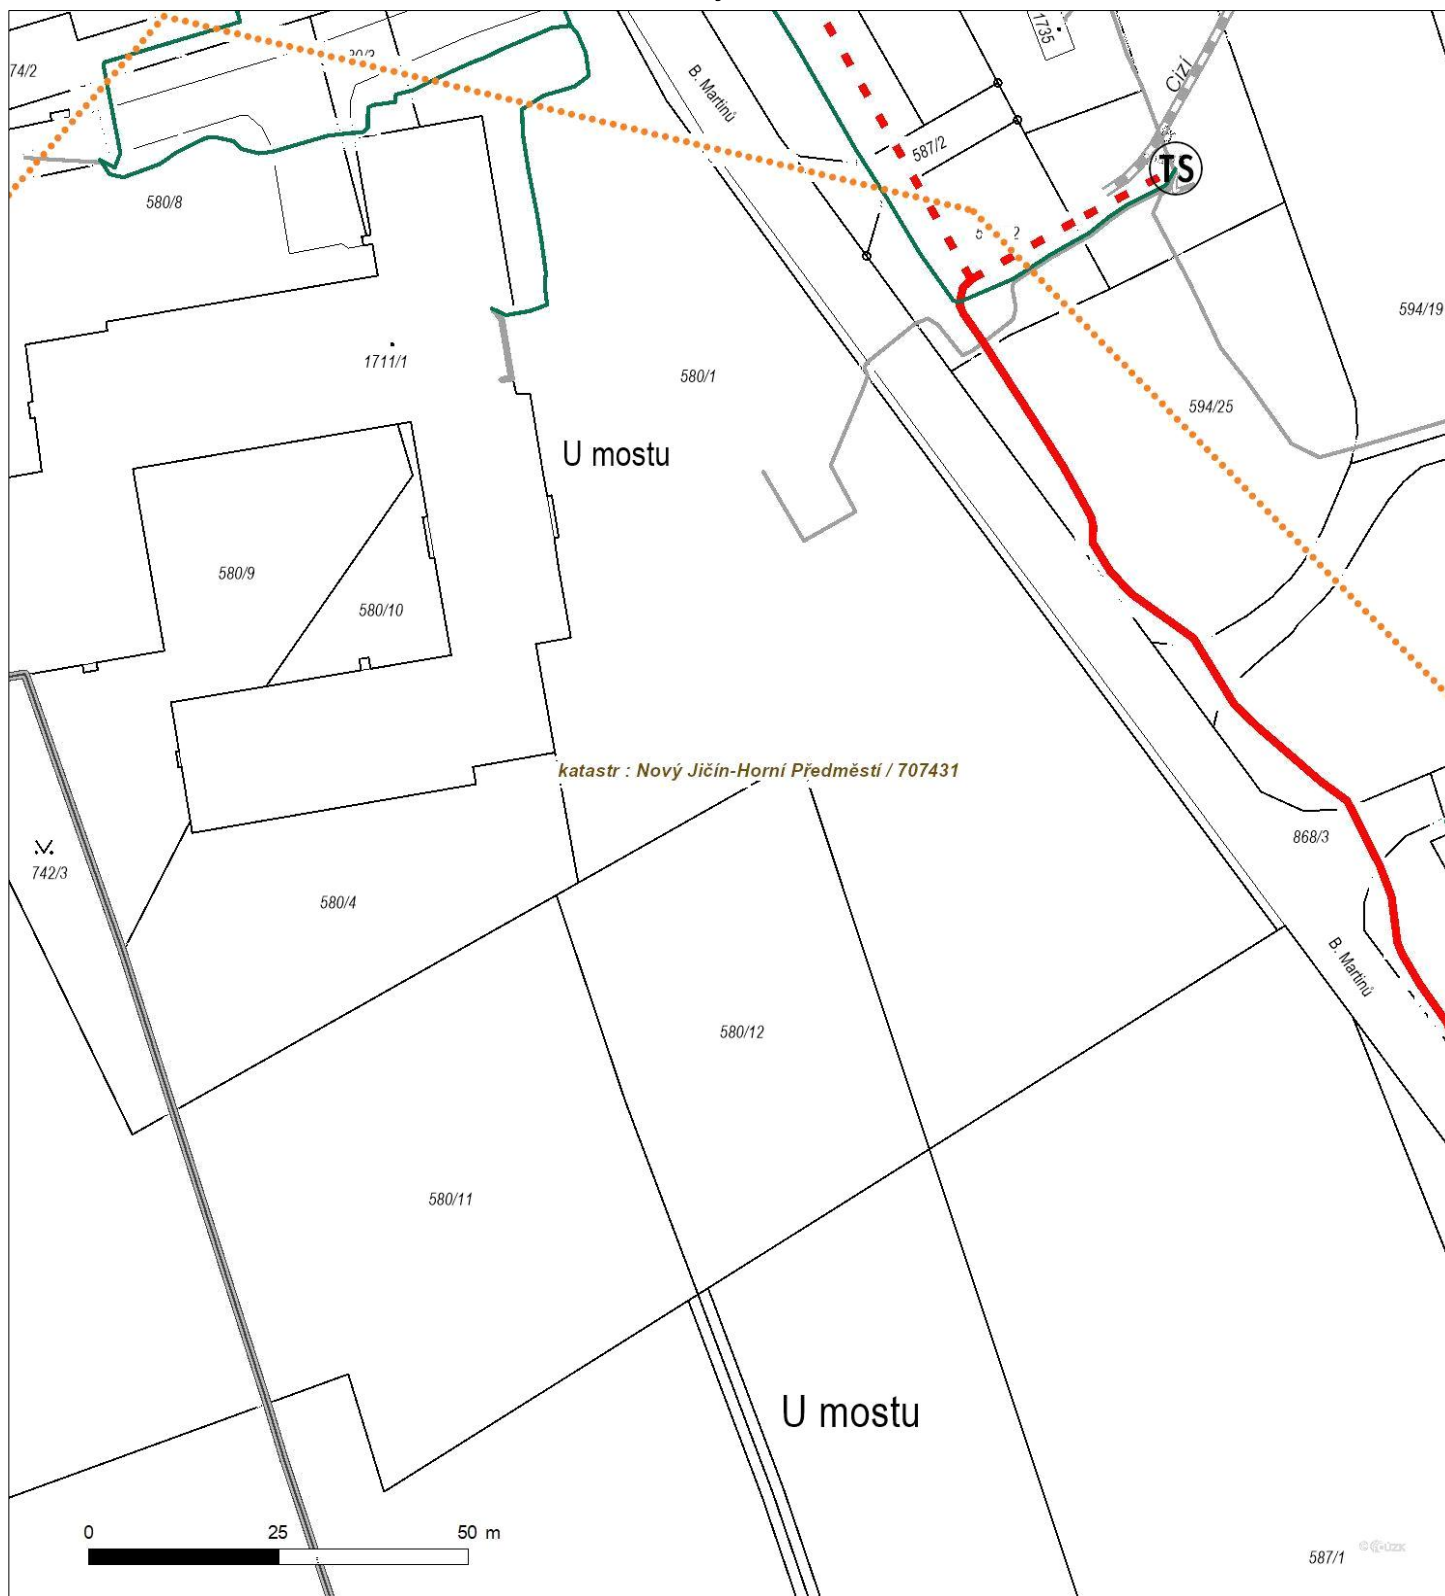 1735
Cizí
74/2
B. Martinů
587/2
TS
580/8
594/19
1711/1
580/1
594/25
U mostu
580/9
580/10
katastr : Nový Jičín-Horní Předměstí / 707431
868/3
742/3
580/4
B. Martinů
580/12
580/11
U mostu
0 25 50 m
587/1